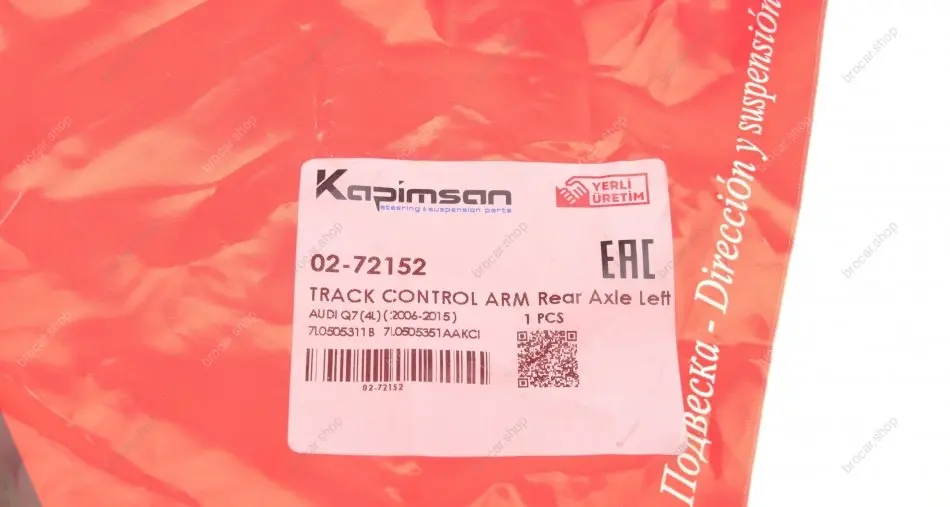 Kapimsan
steering & suspension parts
YERLİ
ÜRETİM
02-72152
EAC
TRACK CONTROL ARM Rear Axle Left
AUDI Q7 (4L) ( :2006-2015 )
1 PCS
7L0505311B 7L0505351AAKCI
02-72152
Подвеска - Dirección y suspensión
brocar.shop